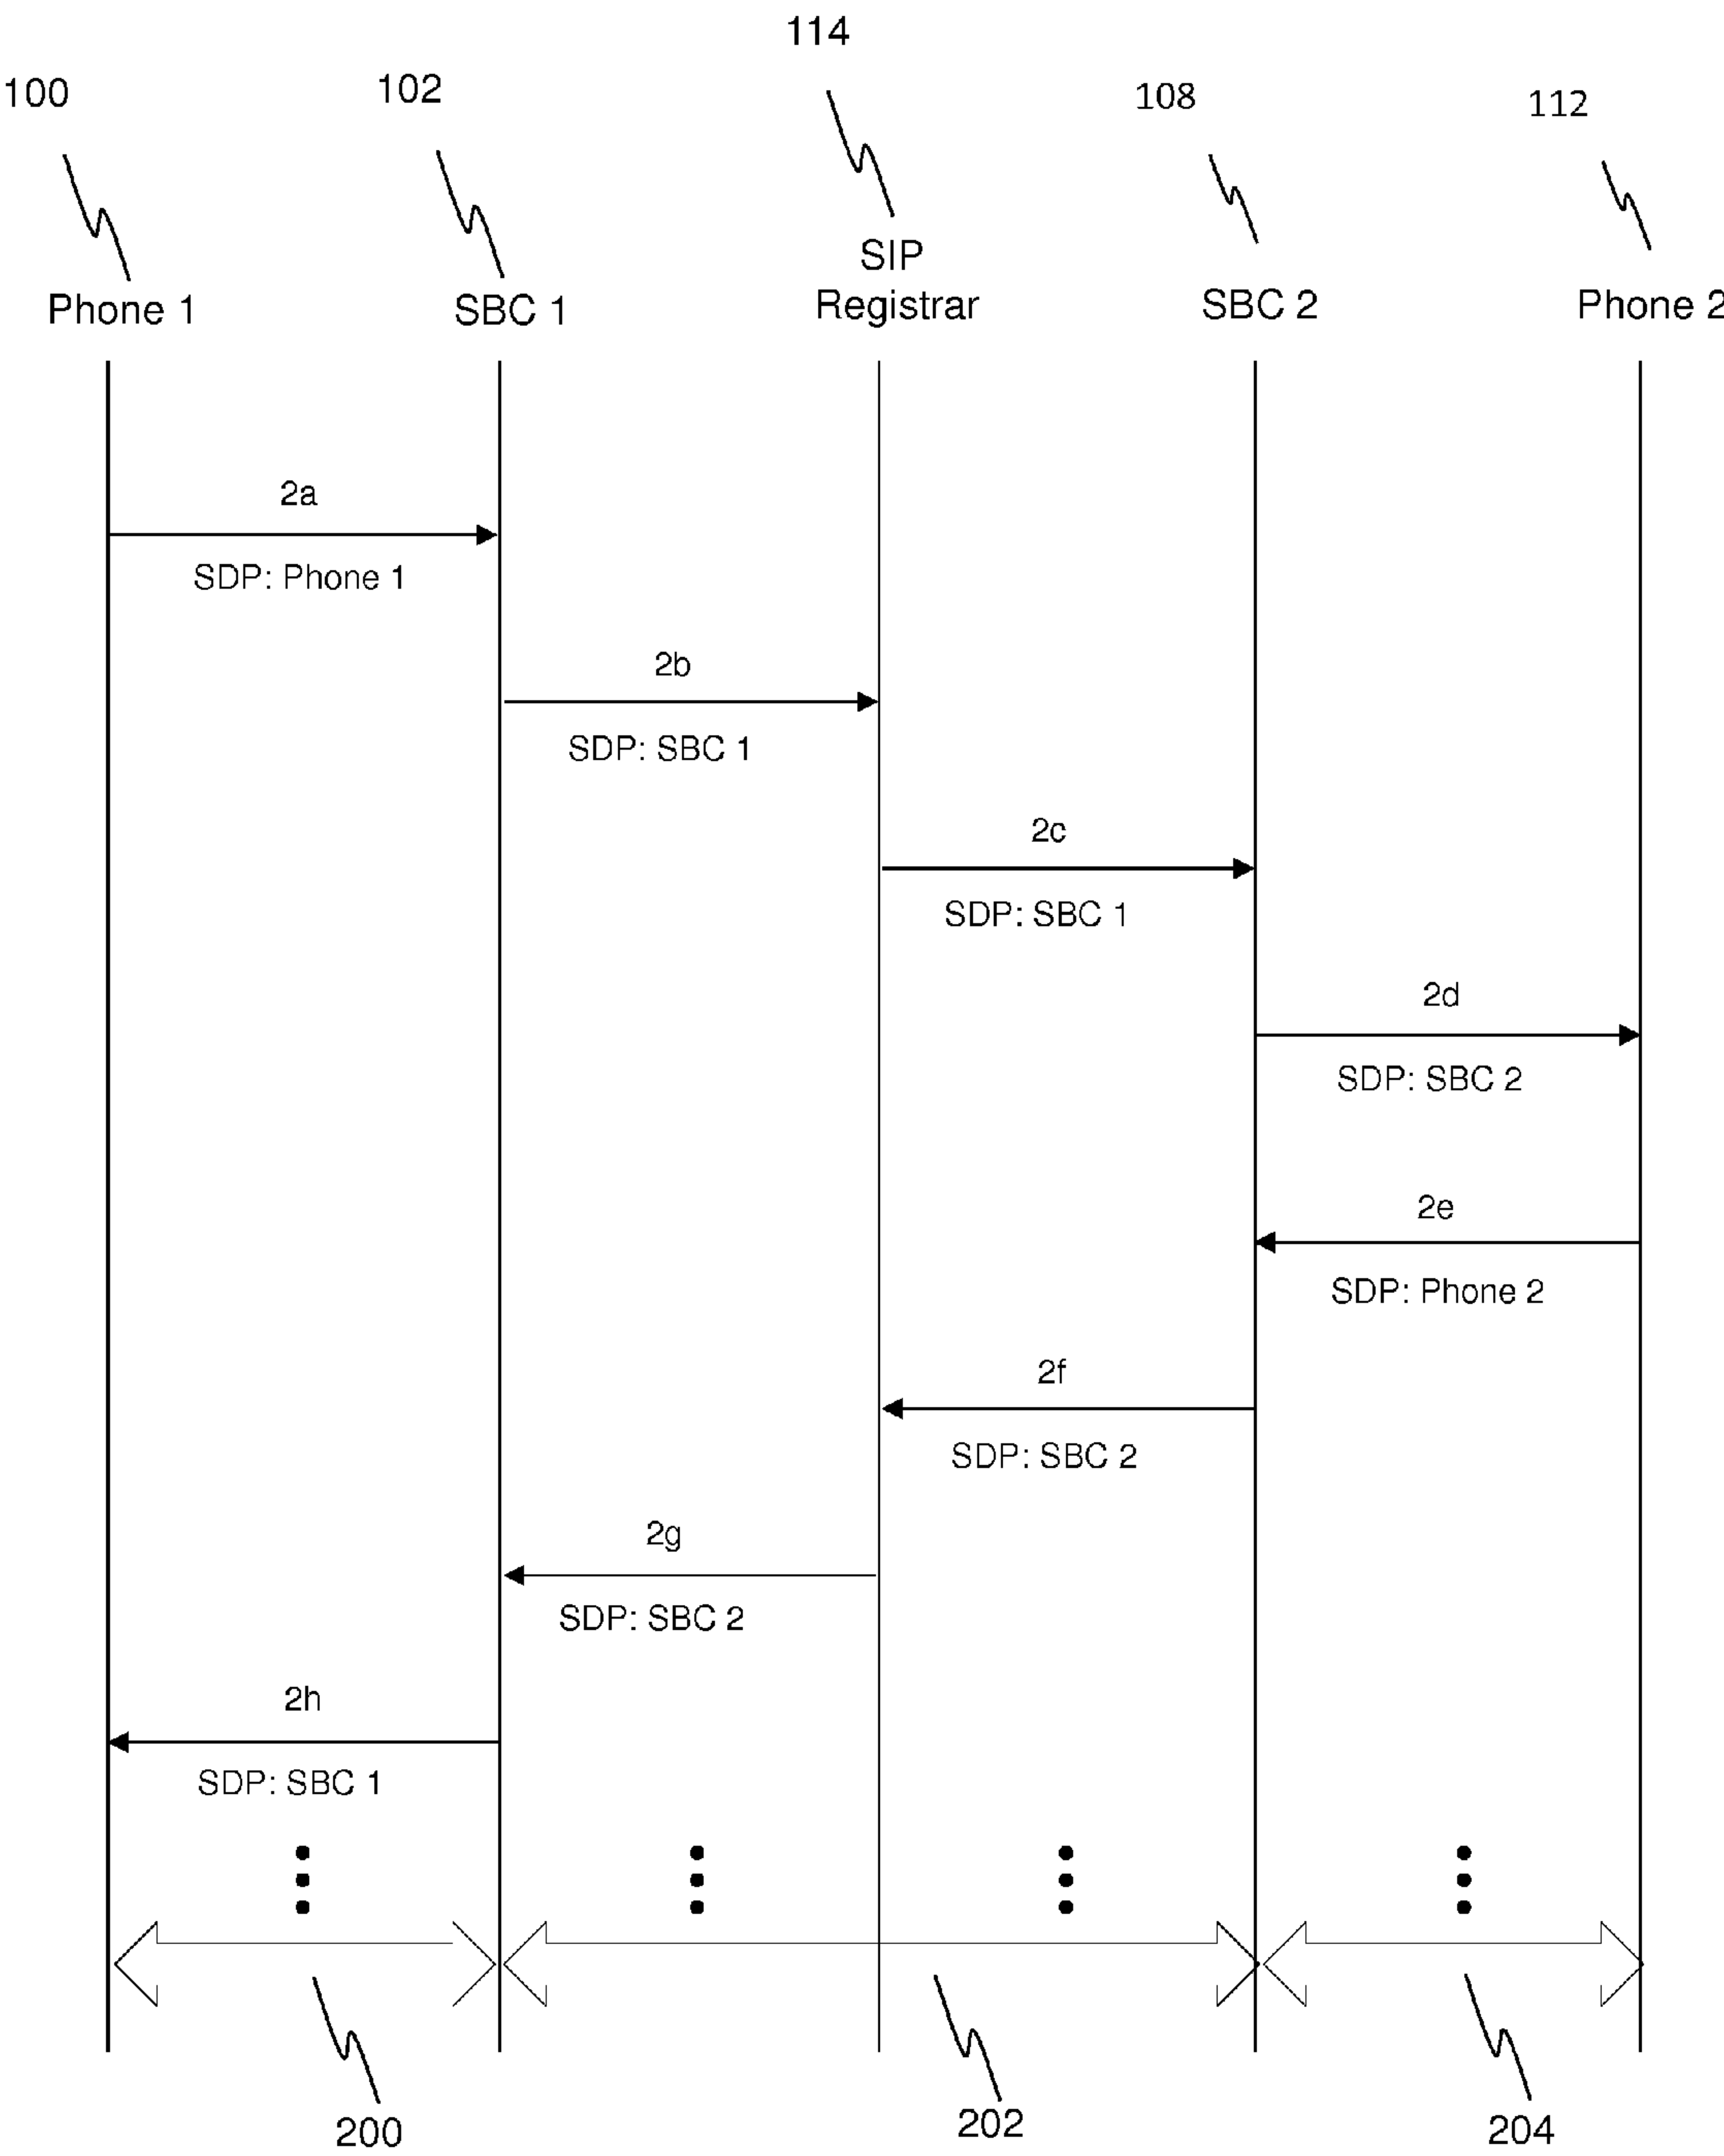 114
100
102
108
112
SIP
Registrar
Phone 1
SBC 1
SBC 2
Phone 2
2a
SDP: Phone 1
2b
SDP: SBC 1
2c
SDP: SBC 1
2d
SDP: SBC 2
2e
SDP: Phone 2
2f
SDP: SBC 2
2g
SDP: SBC 2
2h
SDP: SBC 1
200
202
204